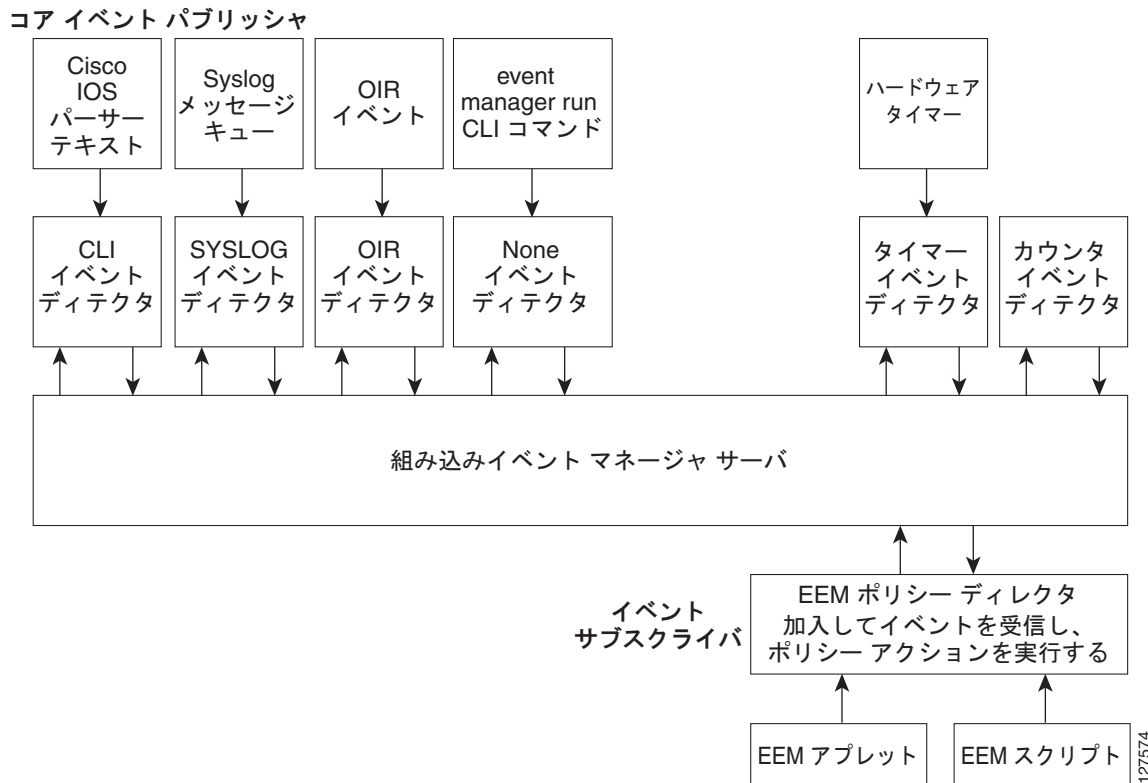 コア イベント パブリッシャ
Cisco
IOS
パーサー
テキスト
Syslog
メッセージ
キュー
OIR
イベント
event
manager run
CLI コマンド
ハードウェア
タイマー
CLI
イベント
ディテクタ
SYSLOG
イベント
ディテクタ
OIR
イベント
ディテクタ
None
イベント
ディテクタ
タイマー
イベント
ディテクタ
カウンタ
イベント
ディテクタ
組み込みイベント マネージャ サーバ
イベント
サブスクライバ
EEM ポリシー ディレクタ
加入してイベントを受信し、
ポリシー アクションを実行する
EEM アプレット
EEM スクリプト
127574